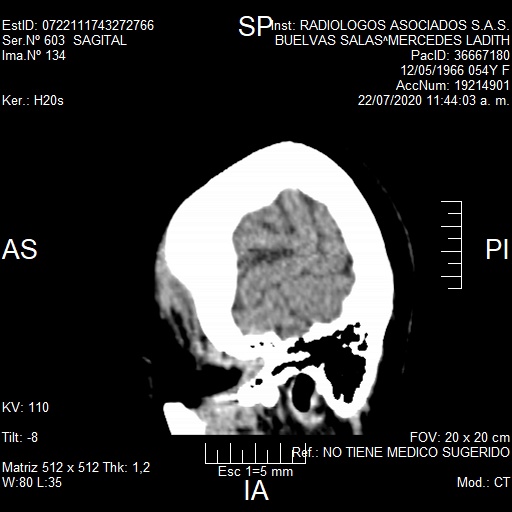 EstID: 0722111743272766
Ser.Nº 603 SAGITAL
Ima.Nº 134
Ker.: H20s
SP
Inst: RADIOLOGOS ASOCIADOS S.A.S.
BUELVAS SALAS^MERCEDES LADITH
PacID: 36667180
12/05/1966 054Y F
AccNum: 19214901
22/07/2020 11:44:03 a. m.
AS
PI
KV: 110
Tilt: -8
Matriz 512 x 512 Thk: 1,2
W:80 L:35
Esc 1=5 mm
IA
FOV: 20 x 20 cm
Ref.: NO TIENE MEDICO SUGERIDO
Mod.: CT